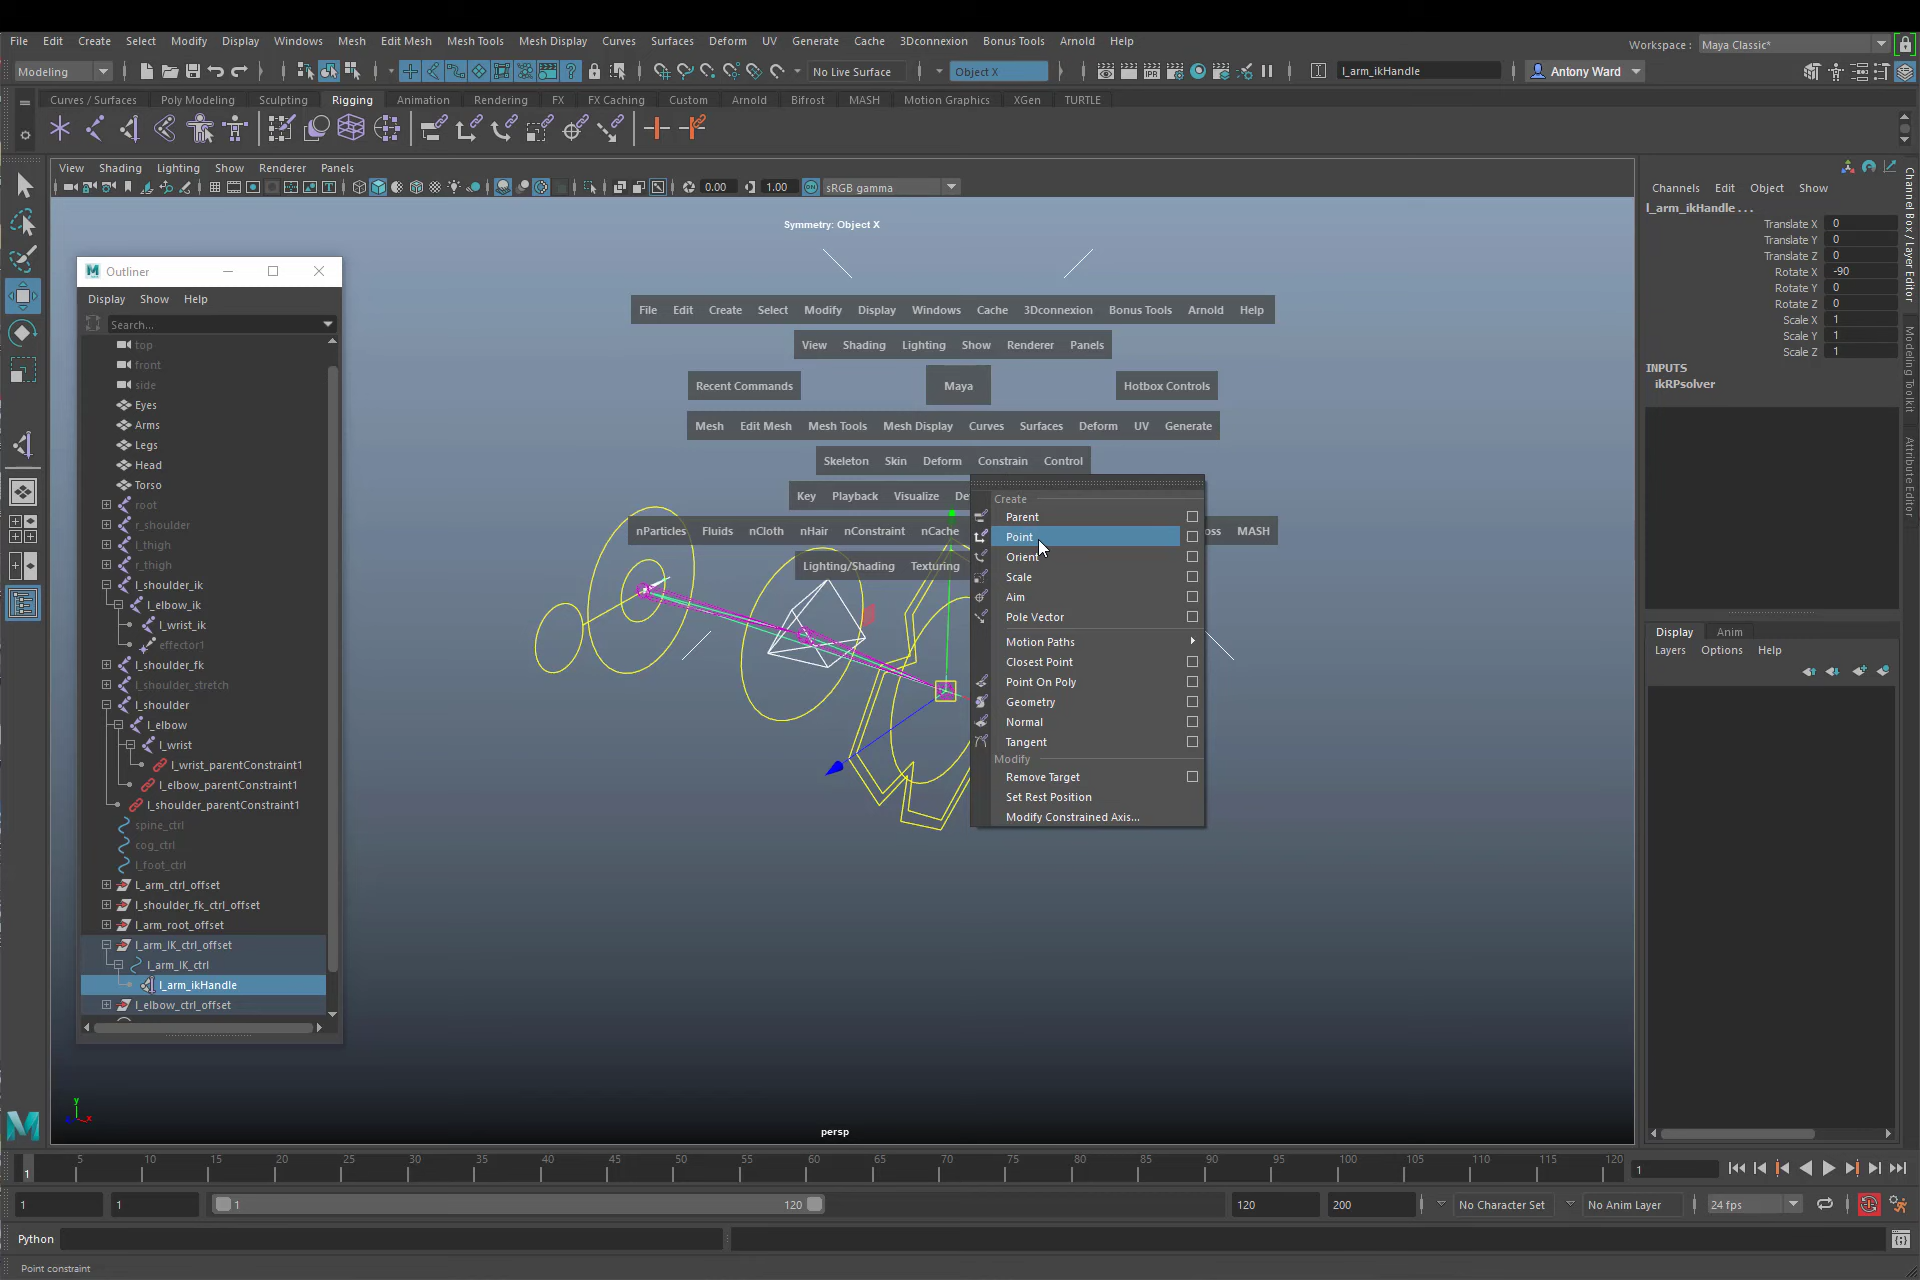 File Edit Create Select Modify Display Windows Mesh Edit Mesh Mesh Tools Mesh Display Curves Surfaces Deform UV Generate Cache 3Dconnexion Bonus Tools Arnold Help
Workspace : Maya Classic*
Modeling No Live Surface Object X l_arm_ikHandle Antony Ward
Curves / Surfaces Poly Modeling Sculpting Rigging Animation Rendering FX FX Caching Custom Arnold Bifrost MASH Motion Graphics XGen TURTLE
View Shading Lighting Show Renderer Panels
0.00 1.00 ON sRGB gamma
Symmetry: Object X
Outliner
Display Show Help
Search...
top
front
side
Eyes
Arms
Legs
Head
Torso
root
r_shoulder
l_thigh
r_thigh
l_shoulder_ik
l_elbow_ik
l_wrist_ik
effector1
l_shoulder_fk
l_shoulder_stretch
l_shoulder
l_elbow
l_wrist
l_wrist_parentConstraint1
l_elbow_parentConstraint1
l_shoulder_parentConstraint1
spine_ctrl
cog_ctrl
l_foot_ctrl
L_arm_ctrl_offset
l_shoulder_fk_ctrl_offset
l_arm_root_offset
l_arm_IK_ctrl_offset
l_arm_IK_ctrl
l_arm_ikHandle
l_elbow_ctrl_offset
File Edit Create Select Modify Display Windows Cache 3Dconnexion Bonus Tools Arnold Help
View Shading Lighting Show Renderer Panels
Recent Commands Maya Hotbox Controls
Mesh Edit Mesh Mesh Tools Mesh Display Curves Surfaces Deform UV Generate
Skeleton Skin Deform Constrain Control
Key Playback Visualize De
nParticles Fluids nCloth nHair nConstraint nCache oss MASH
Lighting/Shading Texturing
Create
Parent
Point
Orient
Scale
Aim
Pole Vector
Motion Paths
Closest Point
Point On Poly
Geometry
Normal
Tangent
Modify
Remove Target
Set Rest Position
Modify Constrained Axis...
y
x
persp
Channels Edit Object Show
l_arm_ikHandle . . .
Translate X 0
Translate Y 0
Translate Z 0
Rotate X -90
Rotate Y 0
Rotate Z 0
Scale X 1
Scale Y 1
Scale Z 1
INPUTS
ikRPsolver
Display Anim
Layers Options Help
Channel Box / Layer Editor
Modeling Toolkit
Attribute Editor
1 5 10 15 20 25 30 35 40 45 50 55 60 65 70 75 80 85 90 95 100 105 110 115 120 1
1 1 1 120 120 200 No Character Set No Anim Layer 24 fps
Python
Point constraint